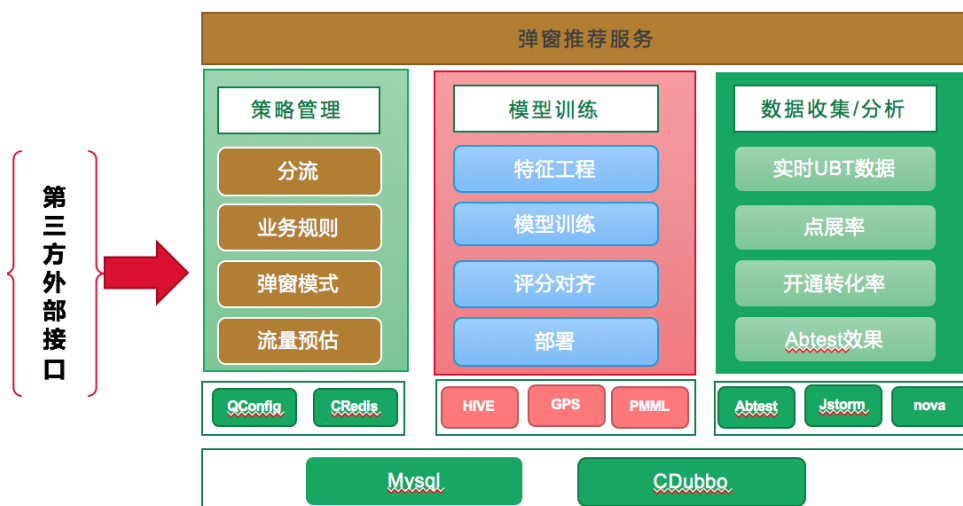 弹窗推荐服务
第三方外部接口
策略管理
分流
业务规则
弹窗模式
流量预估
模型训练
特征工程
模型训练
评分对齐
部署
数据收集/分析
实时UBT数据
点展率
开通转化率
Abtest效果
QConfig
CRedis
HIVE
GPS
PMML
Abtest
Jstorm
nova
Mysql
CDubbo